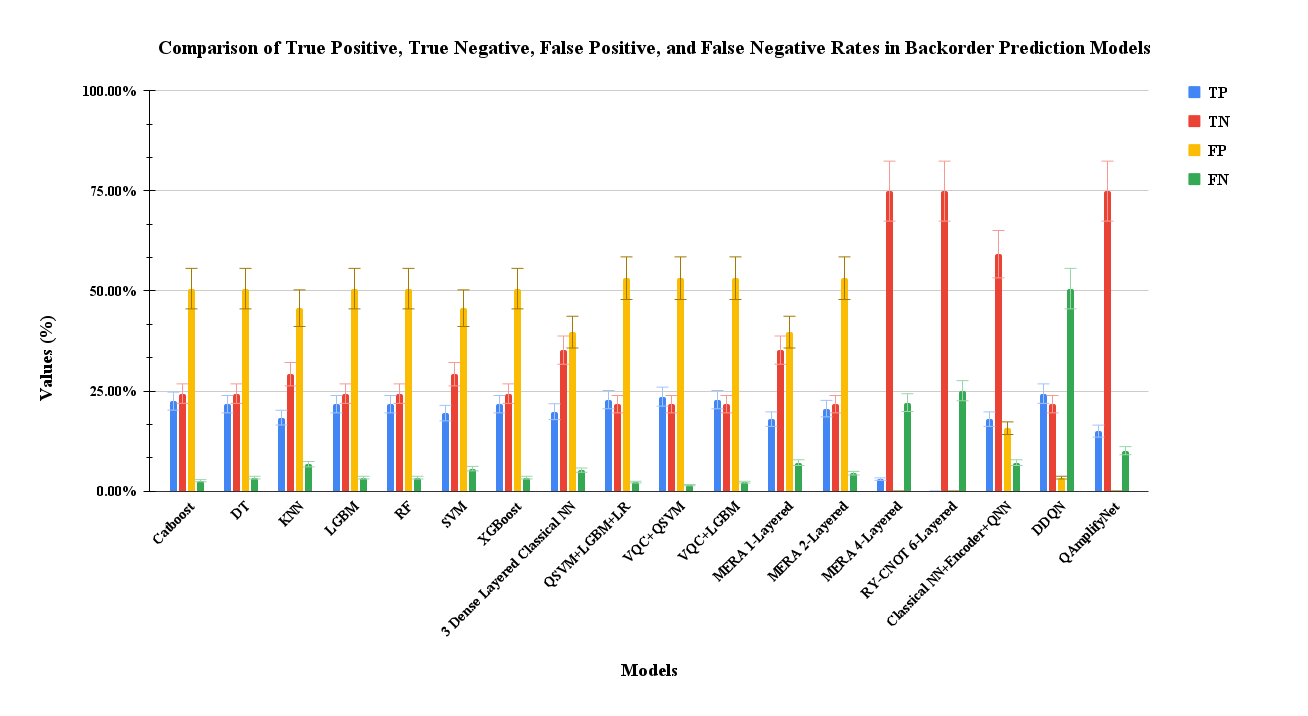 Comparison of True Positive, True Negative, False Positive, and False Negative Rates in Backorder Prediction Models
100.00%
75.00%
50.00%
25.00%
0.00%
Values (%)
TP
TN
FP
FN
Catboost
DT
KNN
LGBM
RF
SVM
XGBoost
3 Dense Layered Classical NN
QSVM+LGBM+LR
VQC+QSVM
VQC+LGBM
MERA 1-Layered
MERA 2-Layered
MERA 4-Layered
RY-CNOT 6-Layered
Classical NN+Encoder+QNN
DDQN
QAmplifyNet
Models